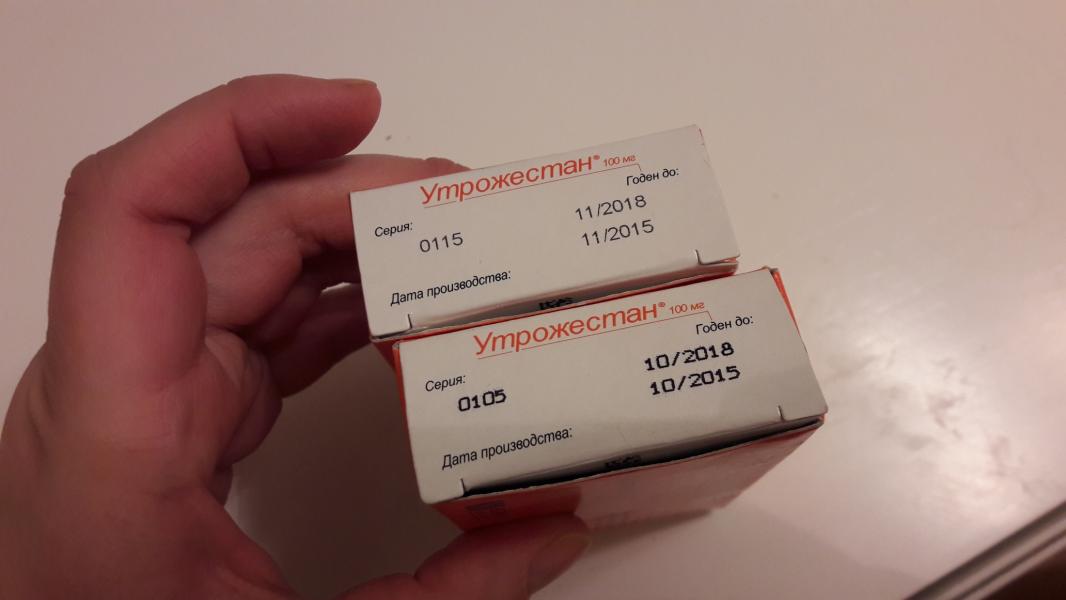 Утрожестан® 100 мг
Годен до:
Серия:
11/2018
0115
11/2015
Дата производства:
Утрожестан® 100 мг
Годен до:
Серия:
10/2018
0105
10/2015
Дата производства: